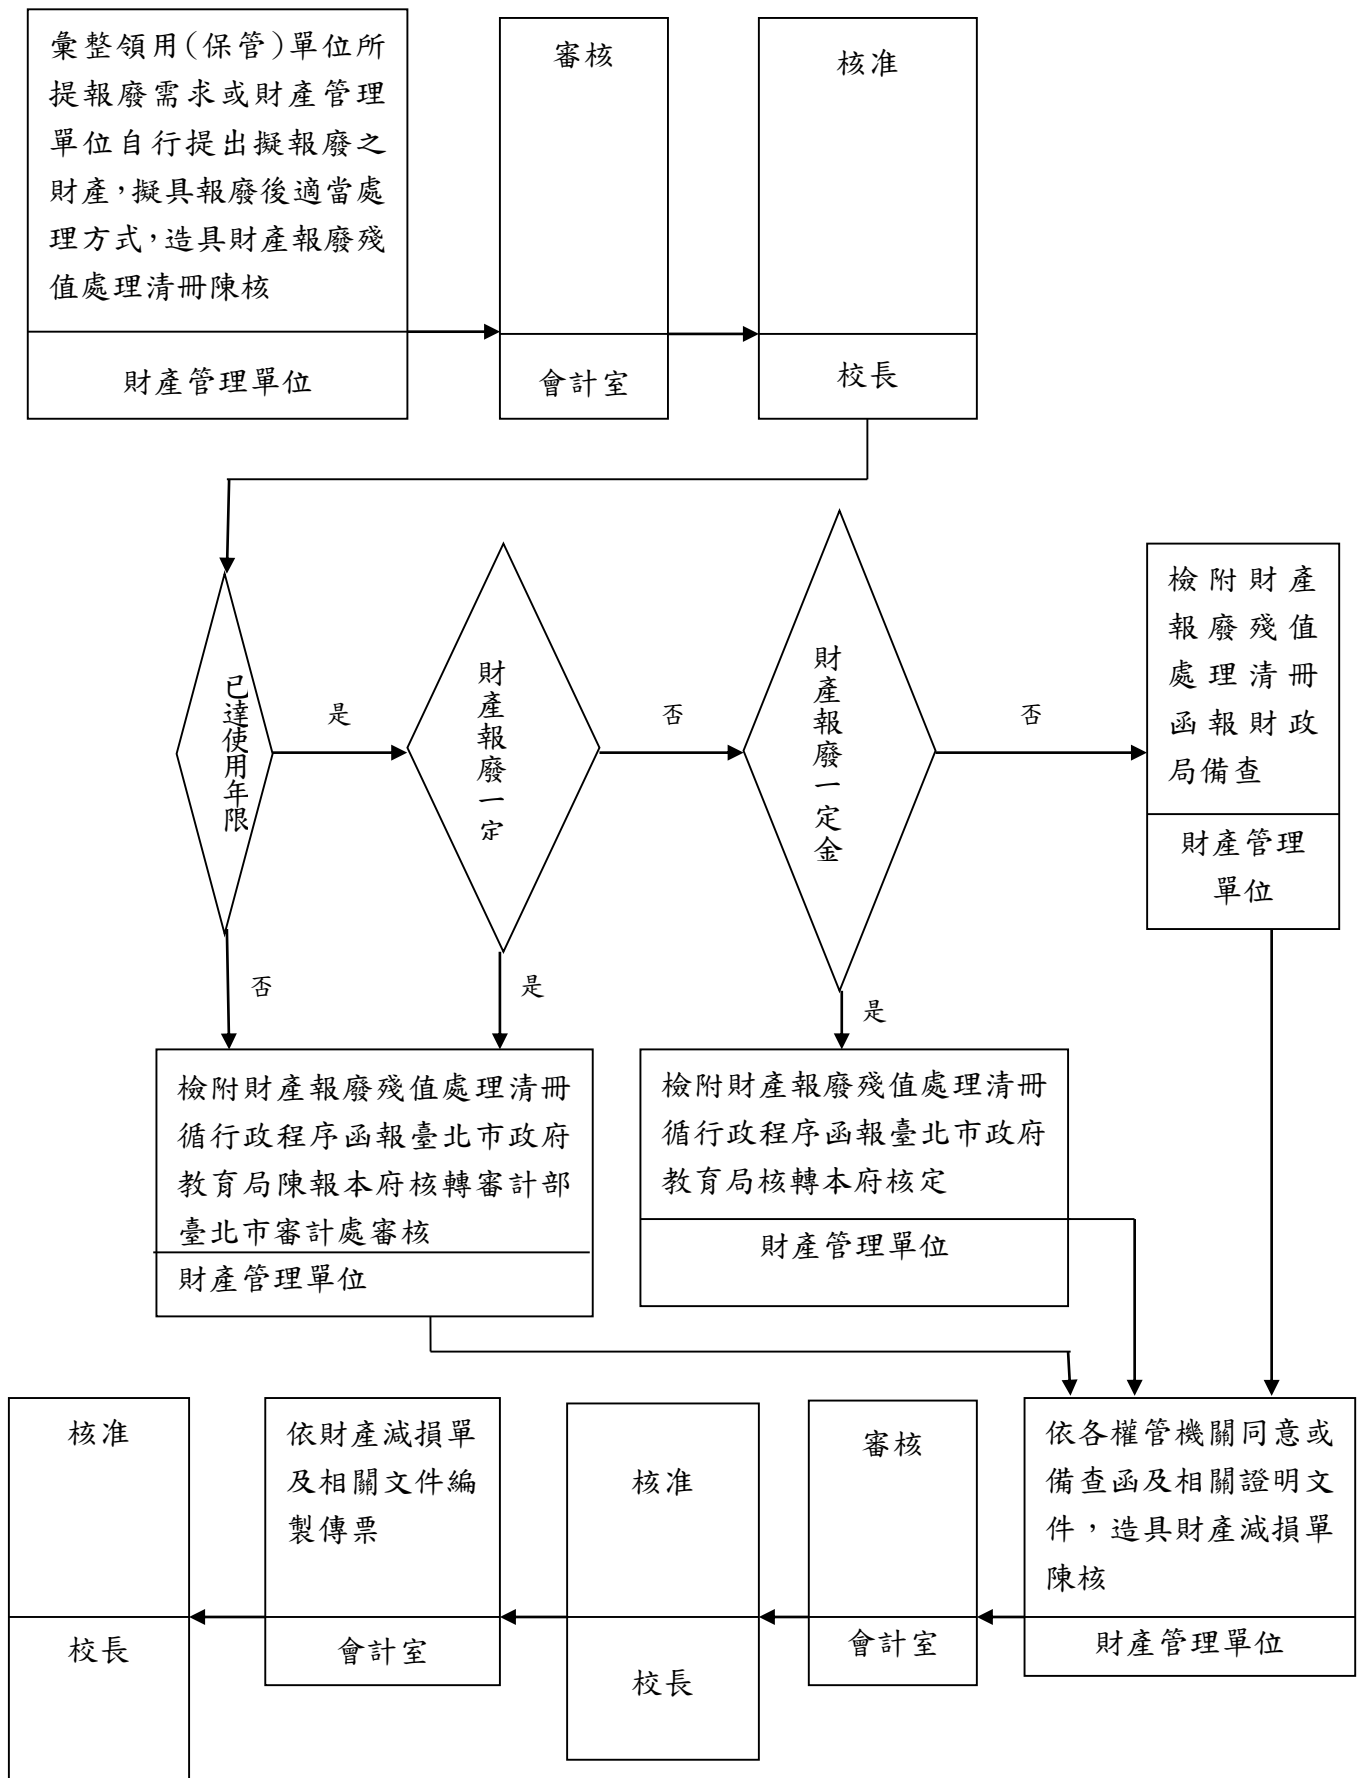 彙整領用(保管)單位所
提報廢需求或財產管理
單位自行提出擬報廢之
財產，擬具報廢後適當處
理方式，造具財產報廢殘
值處理清冊陳核
財產管理單位
審核
會計室
核准
校長
已達使用年限
是
否
財產報廢一定
否
是
財產報廢一定金
否
是
檢附財產
報廢殘值
處理清冊
函報財政
局備查
財產管理
單位
檢附財產報廢殘值處理清冊
循行政程序函報臺北市政府
教育局陳報本府核轉審計部
臺北市審計處審核
財產管理單位
檢附財產報廢殘值處理清冊
循行政程序函報臺北市政府
教育局核轉本府核定
財產管理單位
依各權管機關同意或
備查函及相關證明文
件，造具財產減損單
陳核
財產管理單位
審核
會計室
核准
校長
依財產減損單
及相關文件編
製傳票
會計室
核准
校長